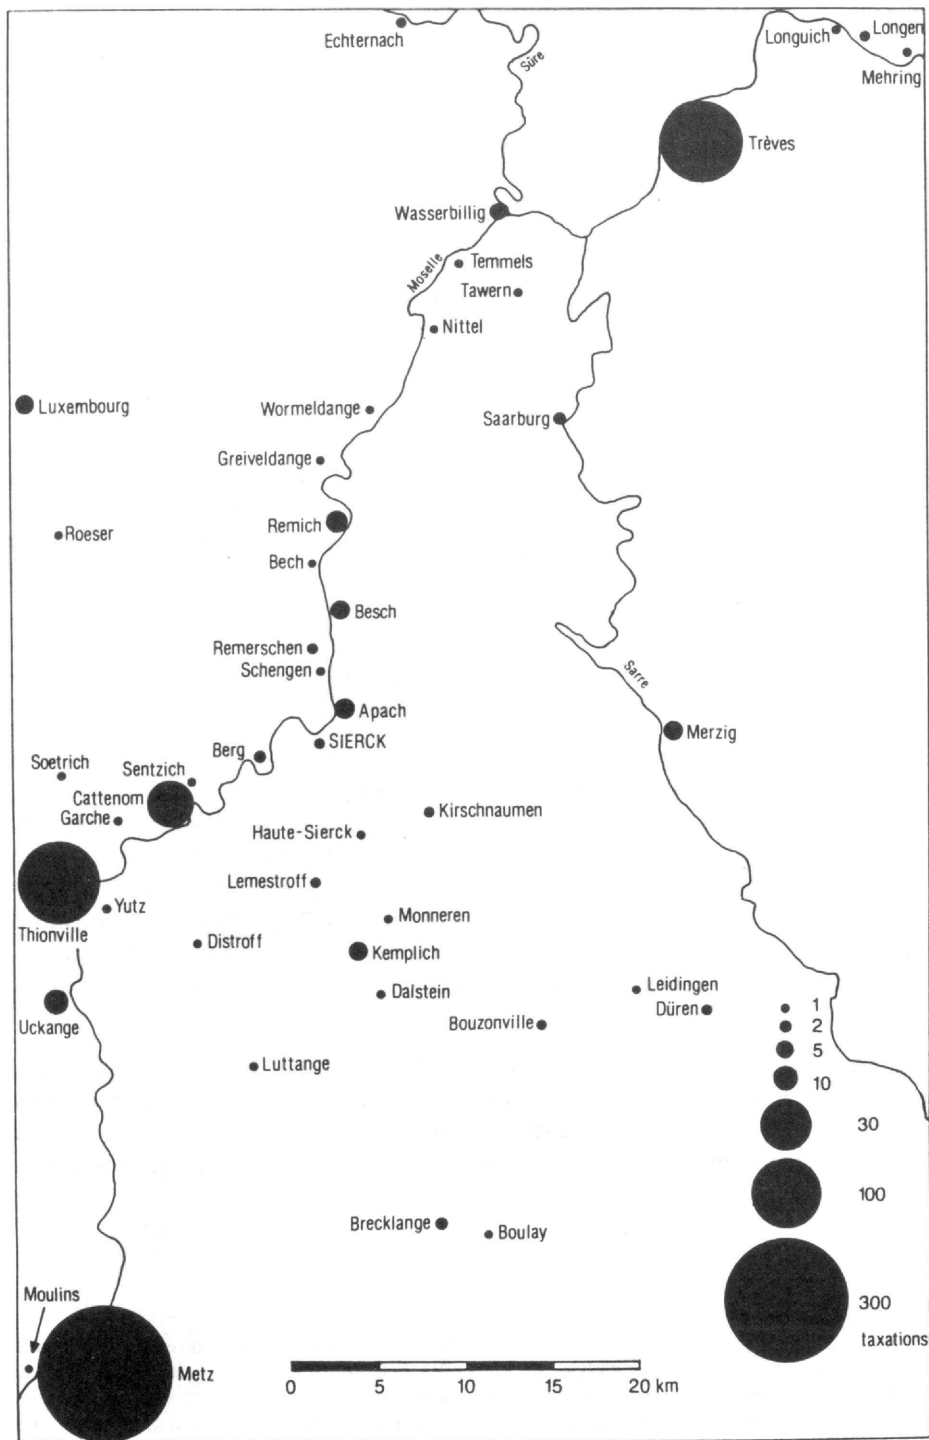 Echternach
Sûre
Longuich
Longen
Mehring
Trèves
Wasserbillig
Moselle
Temmels
Tawern
Nittel
Luxembourg
Wormeldange
Saarburg
Greiveldange
Remich
Roeser
Bech
Besch
Remerschen
Schengen
Sarre
Apach
Merzig
SIERCK
Berg
Soetrich
Sentzich
Cattenom
Garche
Kirschnaumen
Haute-Sierck
Lemestroff
Yutz
Monneren
Thionville
Distroff
Kemplich
Dalstein
Leidingen
Düren
Uckange
Bouzonville
Luttange
1
2
5
10
30
100
300
taxations
Brecklange
Boulay
Moulins
Metz
0 5 10 15 20 km